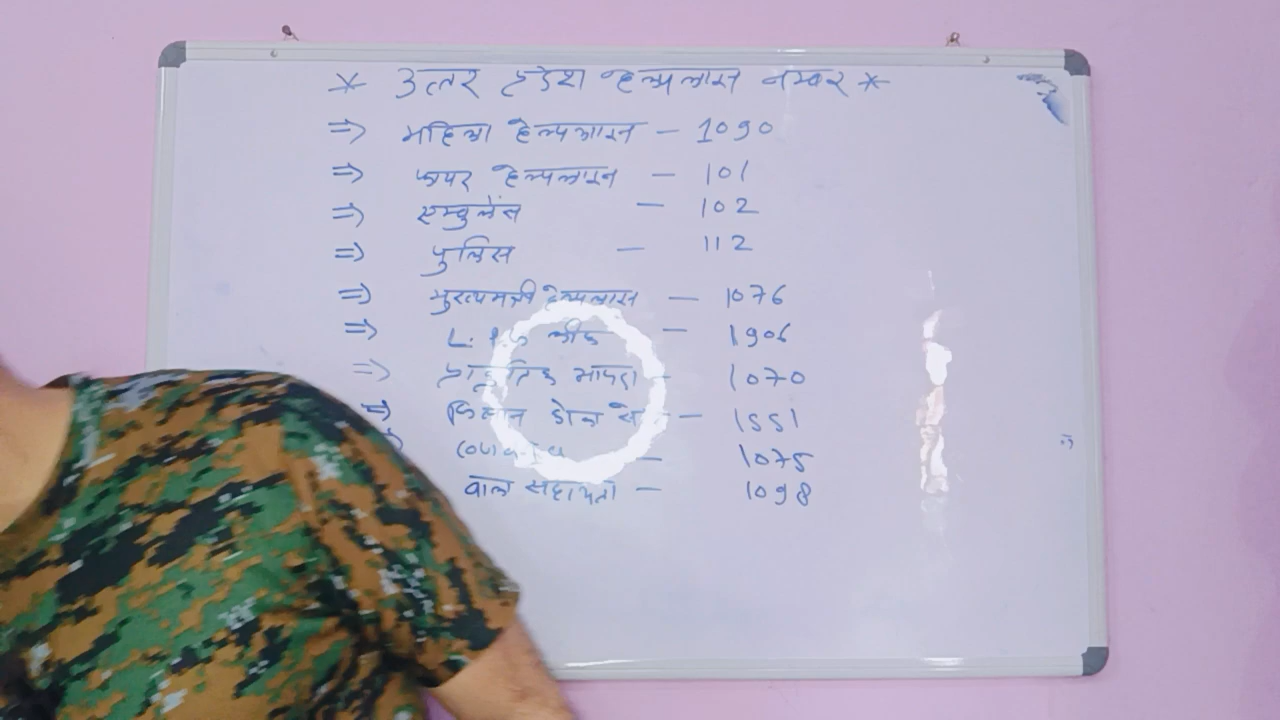 * उत्तर प्रदेश हेल्पलाइन नम्बर *
⇒ महिला हेल्पलाइन – 1090
⇒ फायर हेल्पलाइन – 101
⇒ एम्बुलेंस – 102
⇒ पुलिस – 112
⇒ मुख्यमंत्री हेल्पलाइन – 1076
⇒ L.P.G लीक – 1906
⇒ प्राकृतिक आपदा – 1070
⇒ किसान कॉल – 1551
– 1075
बाल सहायता – 1098